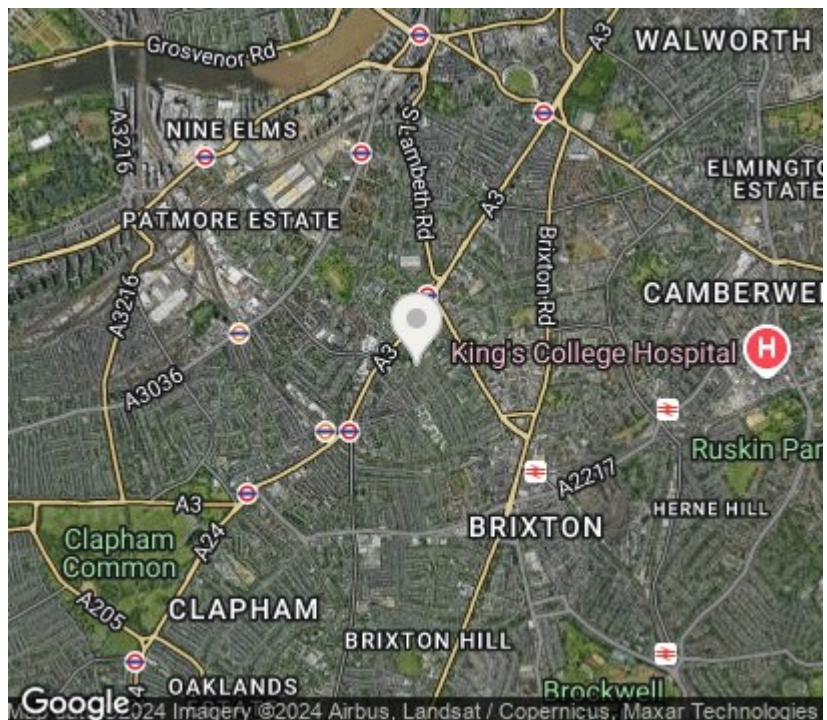 Grosvenor Rd
A3
WALWORTH
A3216
NINE ELMS
S Lambeth Rd
ELMINGTO
ESTATE
A3
PATMORE ESTATE
Brixton Rd
A3216
CAMBERWEL
A3
King's College Hospital
H
A3036
Ruskin Par
A2217
A3
HERNE HILL
BRIXTON
Clapham
Common
A24
A205
CLAPHAM
BRIXTON HILL
OAKLANDS
Brockwell
Google
2024 Imagery ©2024 Airbus, Landsat / Copernicus, Maxar Technologies